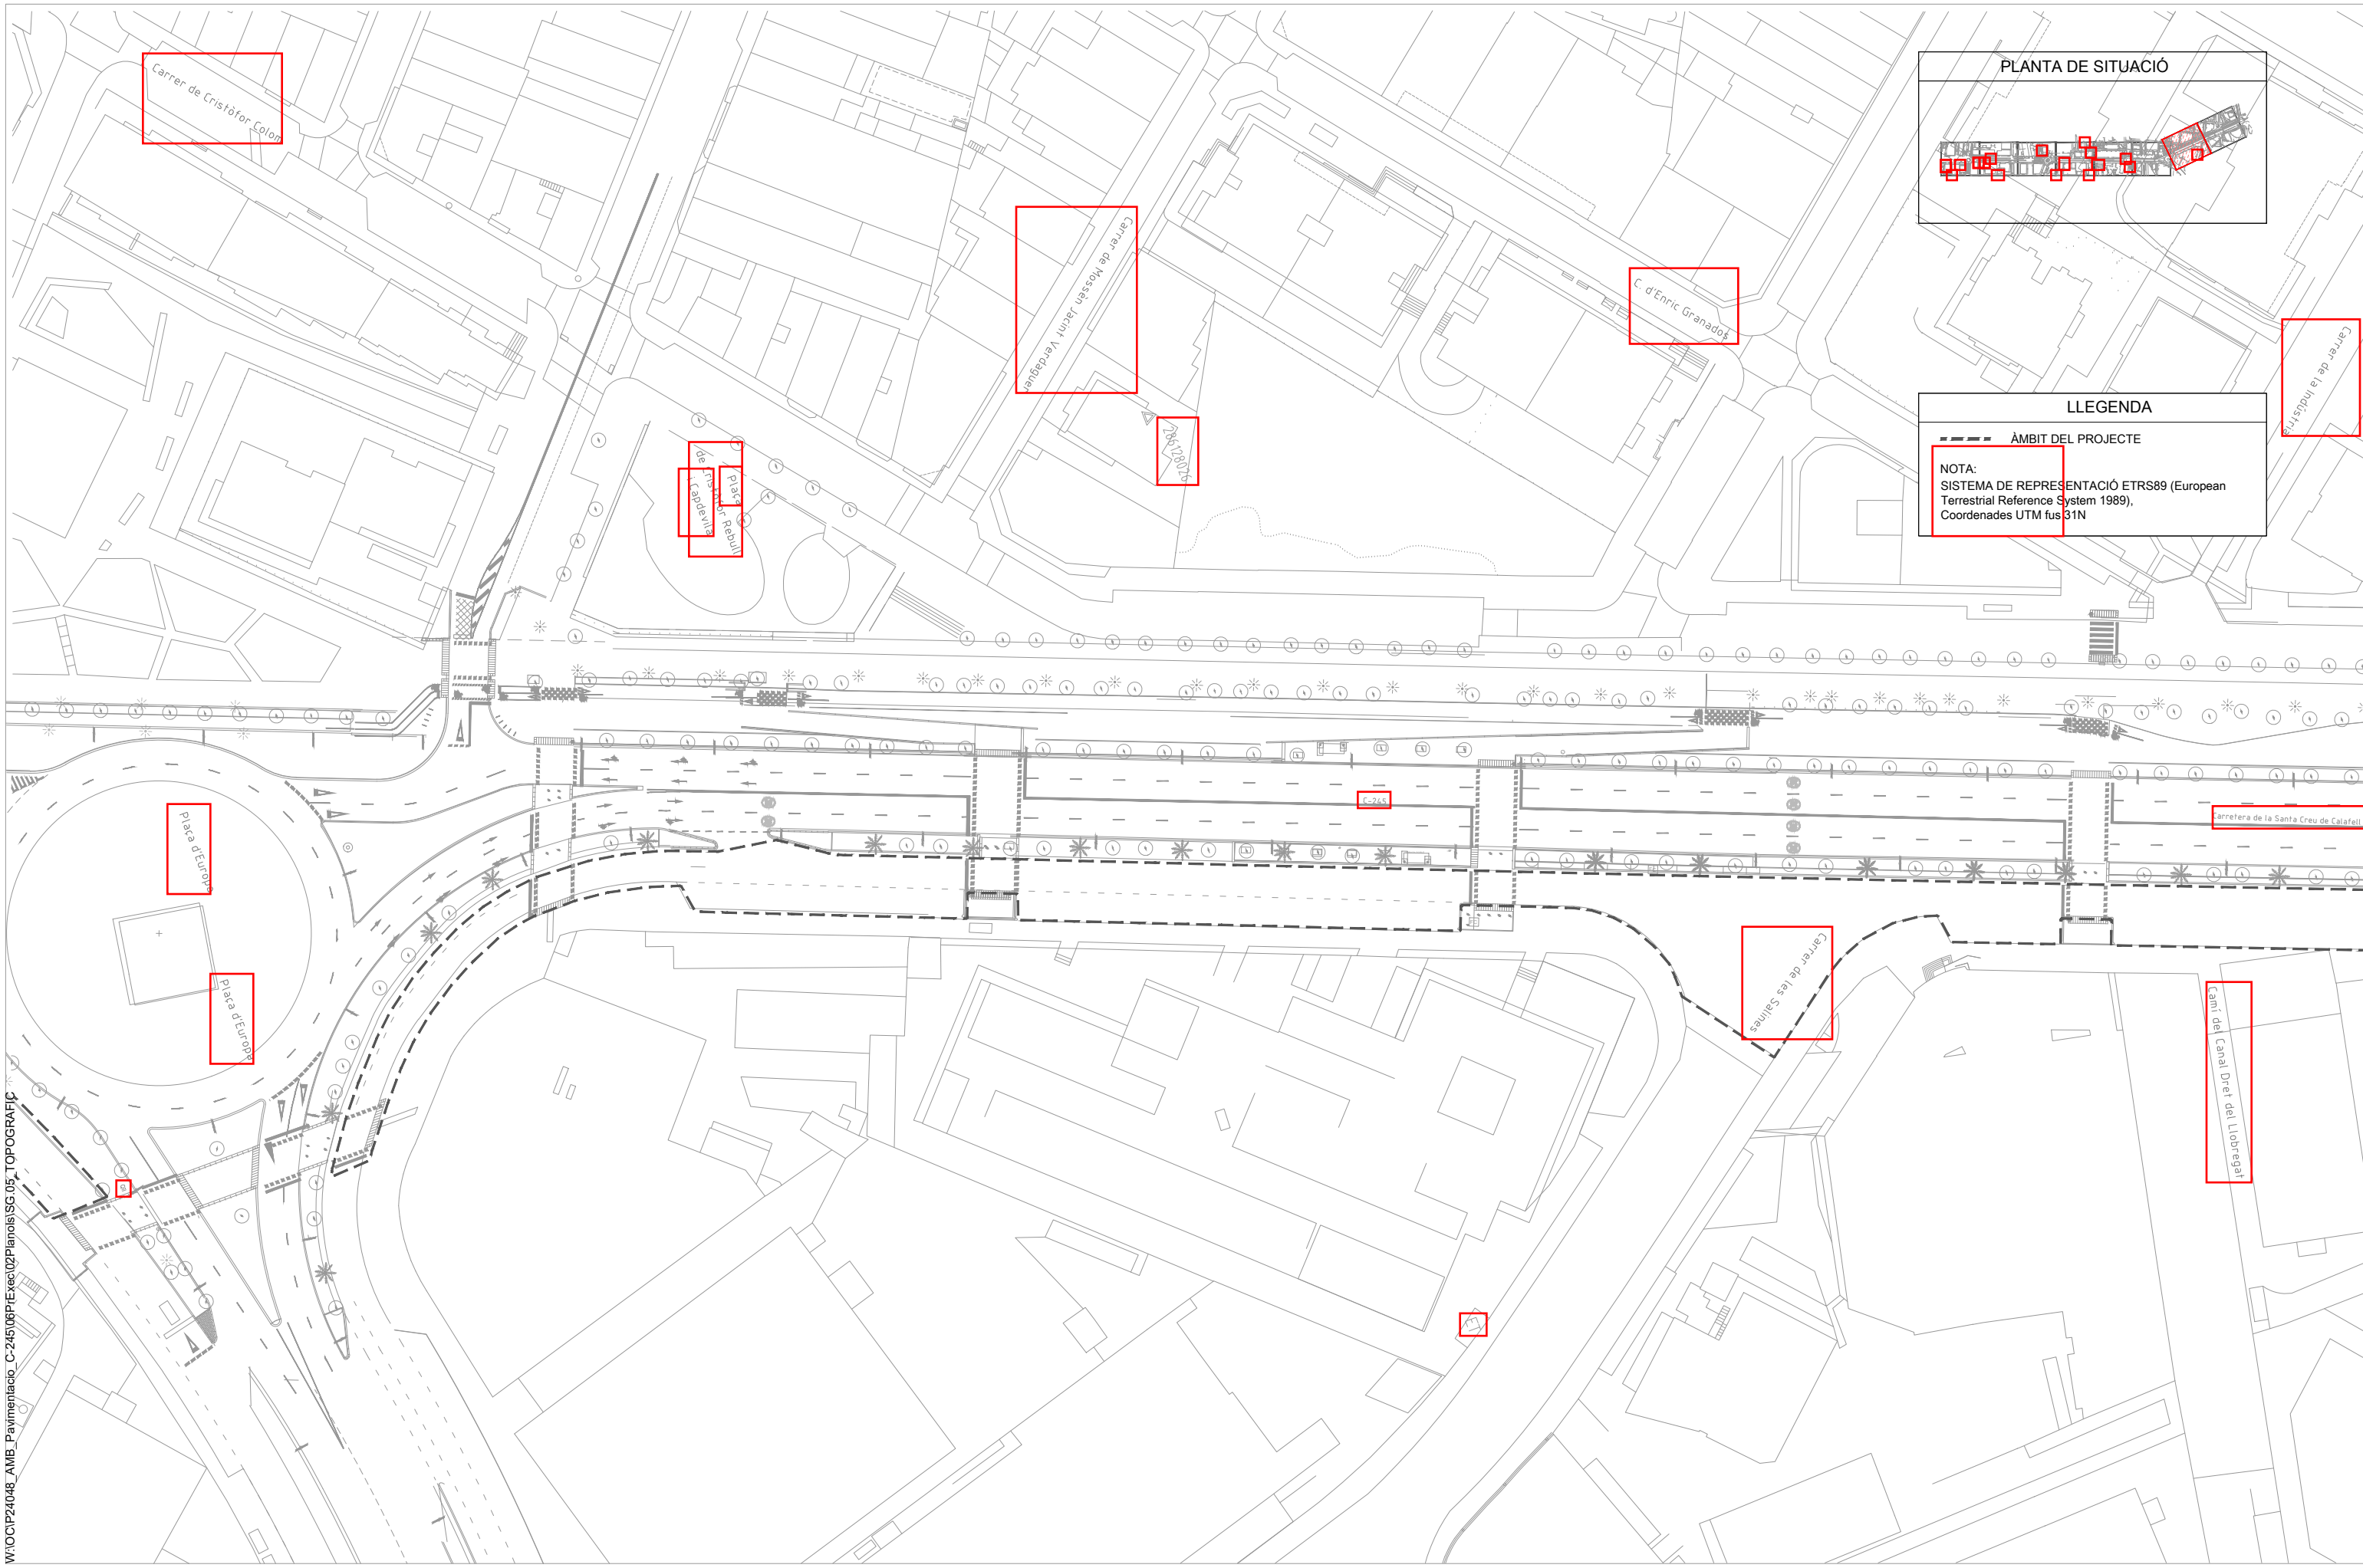 Carrer de Cristòfor Colom
PLANTA DE SITUACIÓ
Carrer de Mossèn Jacint Verdaguer
C. d'Enric Granados
Carrer de la Indústria
LLEGENDA
ÀMBIT DEL PROJECTE
NOTA:
SISTEMA DE REPRESENTACIÓ ETRS89 (European
Terrestrial Reference System 1989),
Coordenades UTM fus 31N
286128026
Plaça
de Cristòfor Rebull
i Capdevila
C-245
Carretera de la Santa Creu de Calafell
Plaça d'Europa
Plaça d'Europa
Carrer de les Salines
Camí del Canal Dret del Llobregat
W:\OC\P24048_AMB_Pavimentacio_C-245\06PrExec\02Planols\SG.05_TOPOGRAFIC